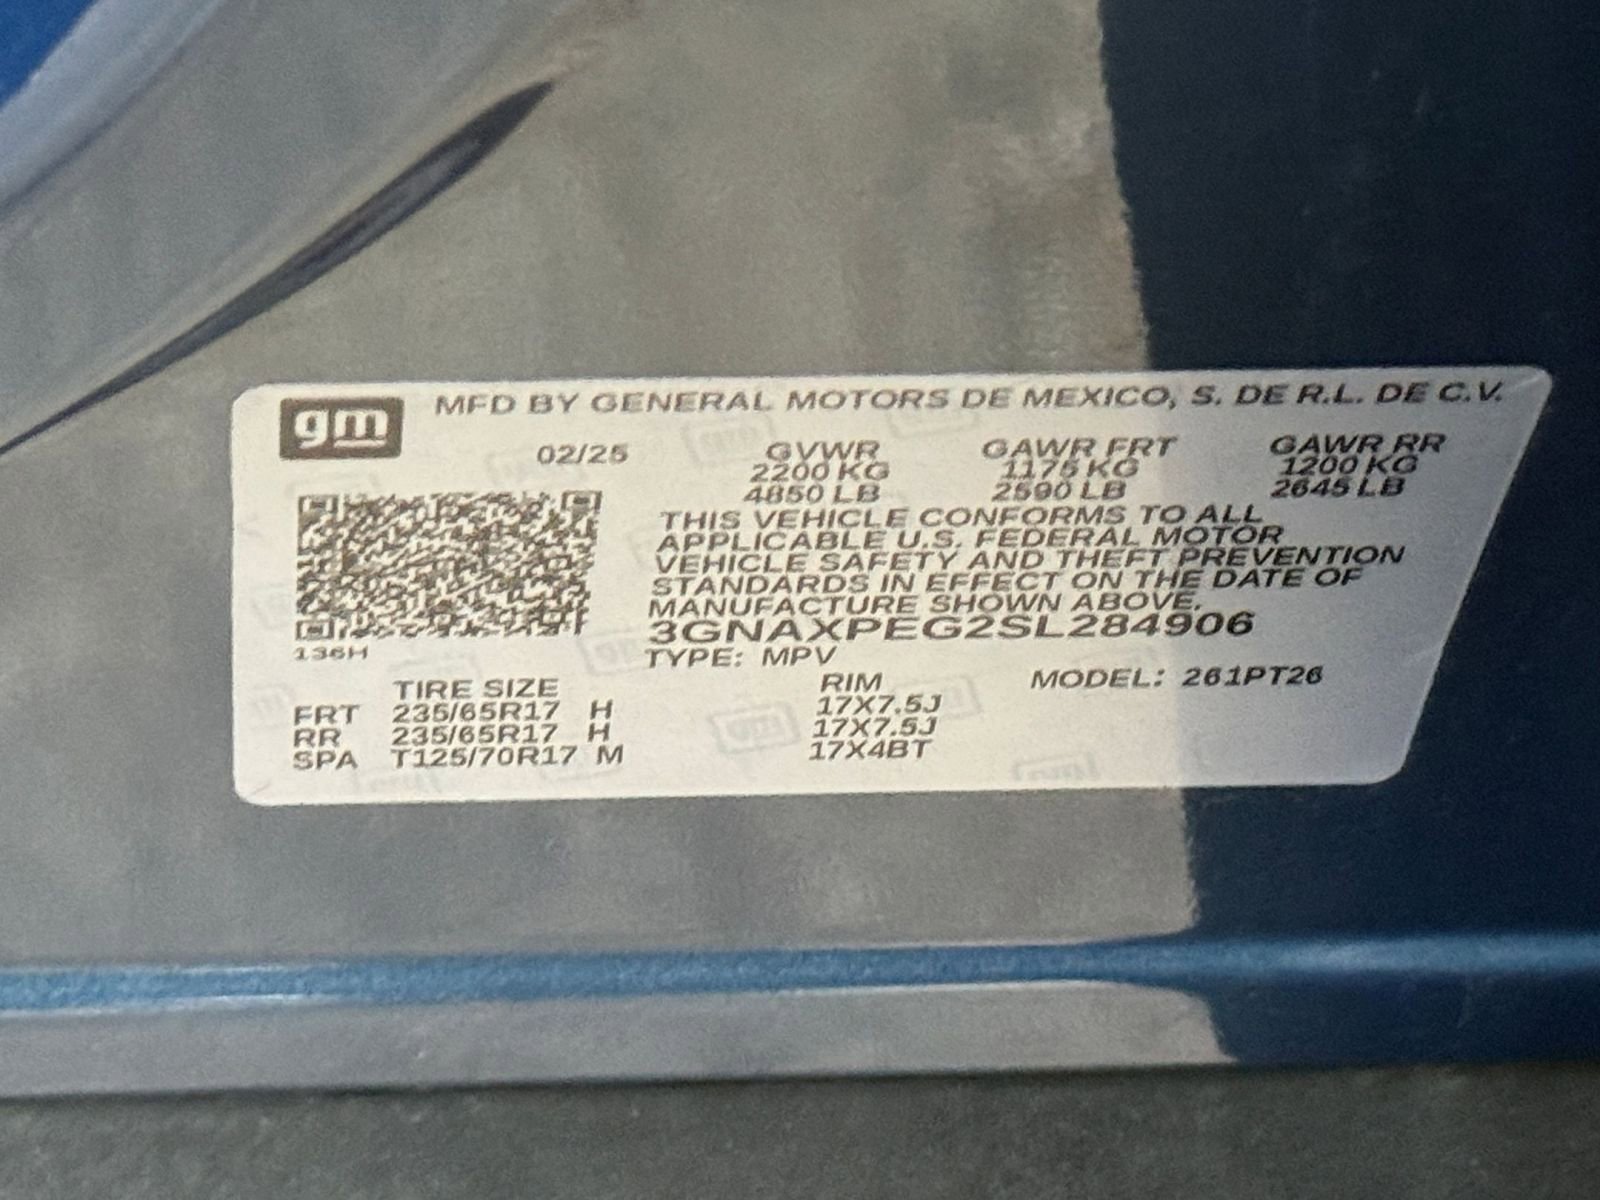 gm MFD BY GENERAL MOTORS DE MEXICO, S. DE R.L. DE C.V.
02/25 GVWR GAWR FRT GAWR RR
2200 KG 1175 KG 1200 KG
4850 LB 2590 LB 2645 LB
THIS VEHICLE CONFORMS TO ALL
APPLICABLE U.S. FEDERAL MOTOR
VEHICLE SAFETY AND THEFT PREVENTION
STANDARDS IN EFFECT ON THE DATE OF
MANUFACTURE SHOWN ABOVE.
3GNAXPEG2SL284906
136H
TYPE: MPV
MODEL: 261PT26
TIRE SIZE RIM
FRT 235/65R17 H 17X7.5J
RR 235/65R17 H 17X7.5J
SPA T125/70R17 M 17X4BT